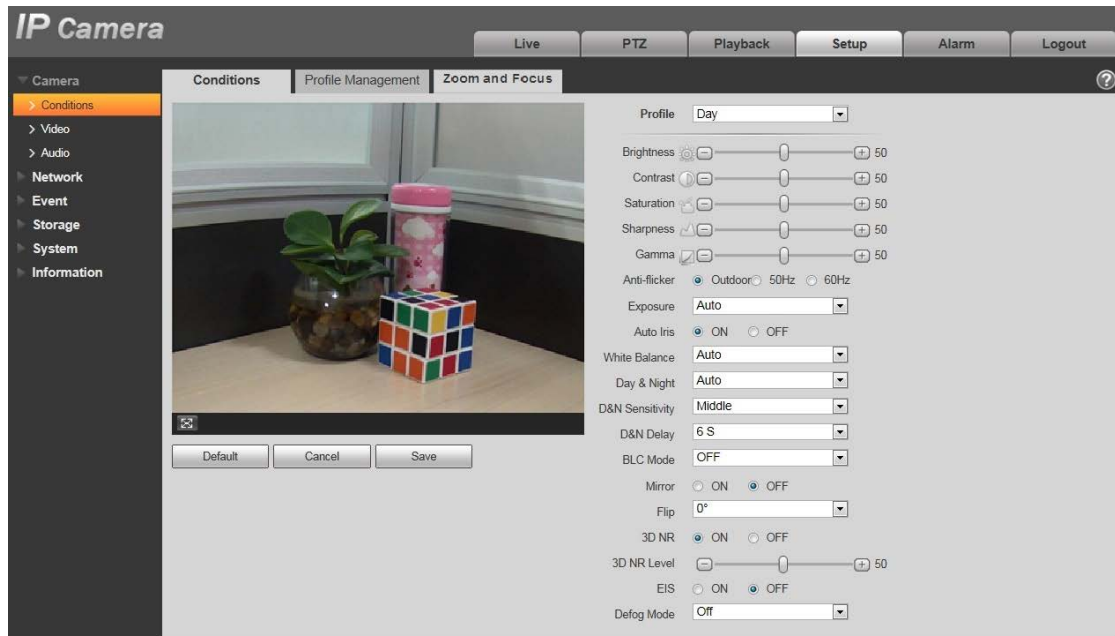 IP Camera
Live
PTZ
Playback
Setup
Alarm
Logout
Camera
Conditions
Video
Audio
Network
Event
Storage
System
Information
Conditions
Profile Management
Zoom and Focus
?
Default
Cancel
Save
Profile Day
Brightness 50
Contrast 50
Saturation 50
Sharpness 50
Gamma 50
Anti-flicker Outdoor 50Hz 60Hz
Exposure Auto
Auto Iris ON OFF
White Balance Auto
Day & Night Auto
D&N Sensitivity Middle
D&N Delay 6 S
BLC Mode OFF
Mirror ON OFF
Flip 0°
3D NR ON OFF
3D NR Level 50
EIS ON OFF
Defog Mode Off